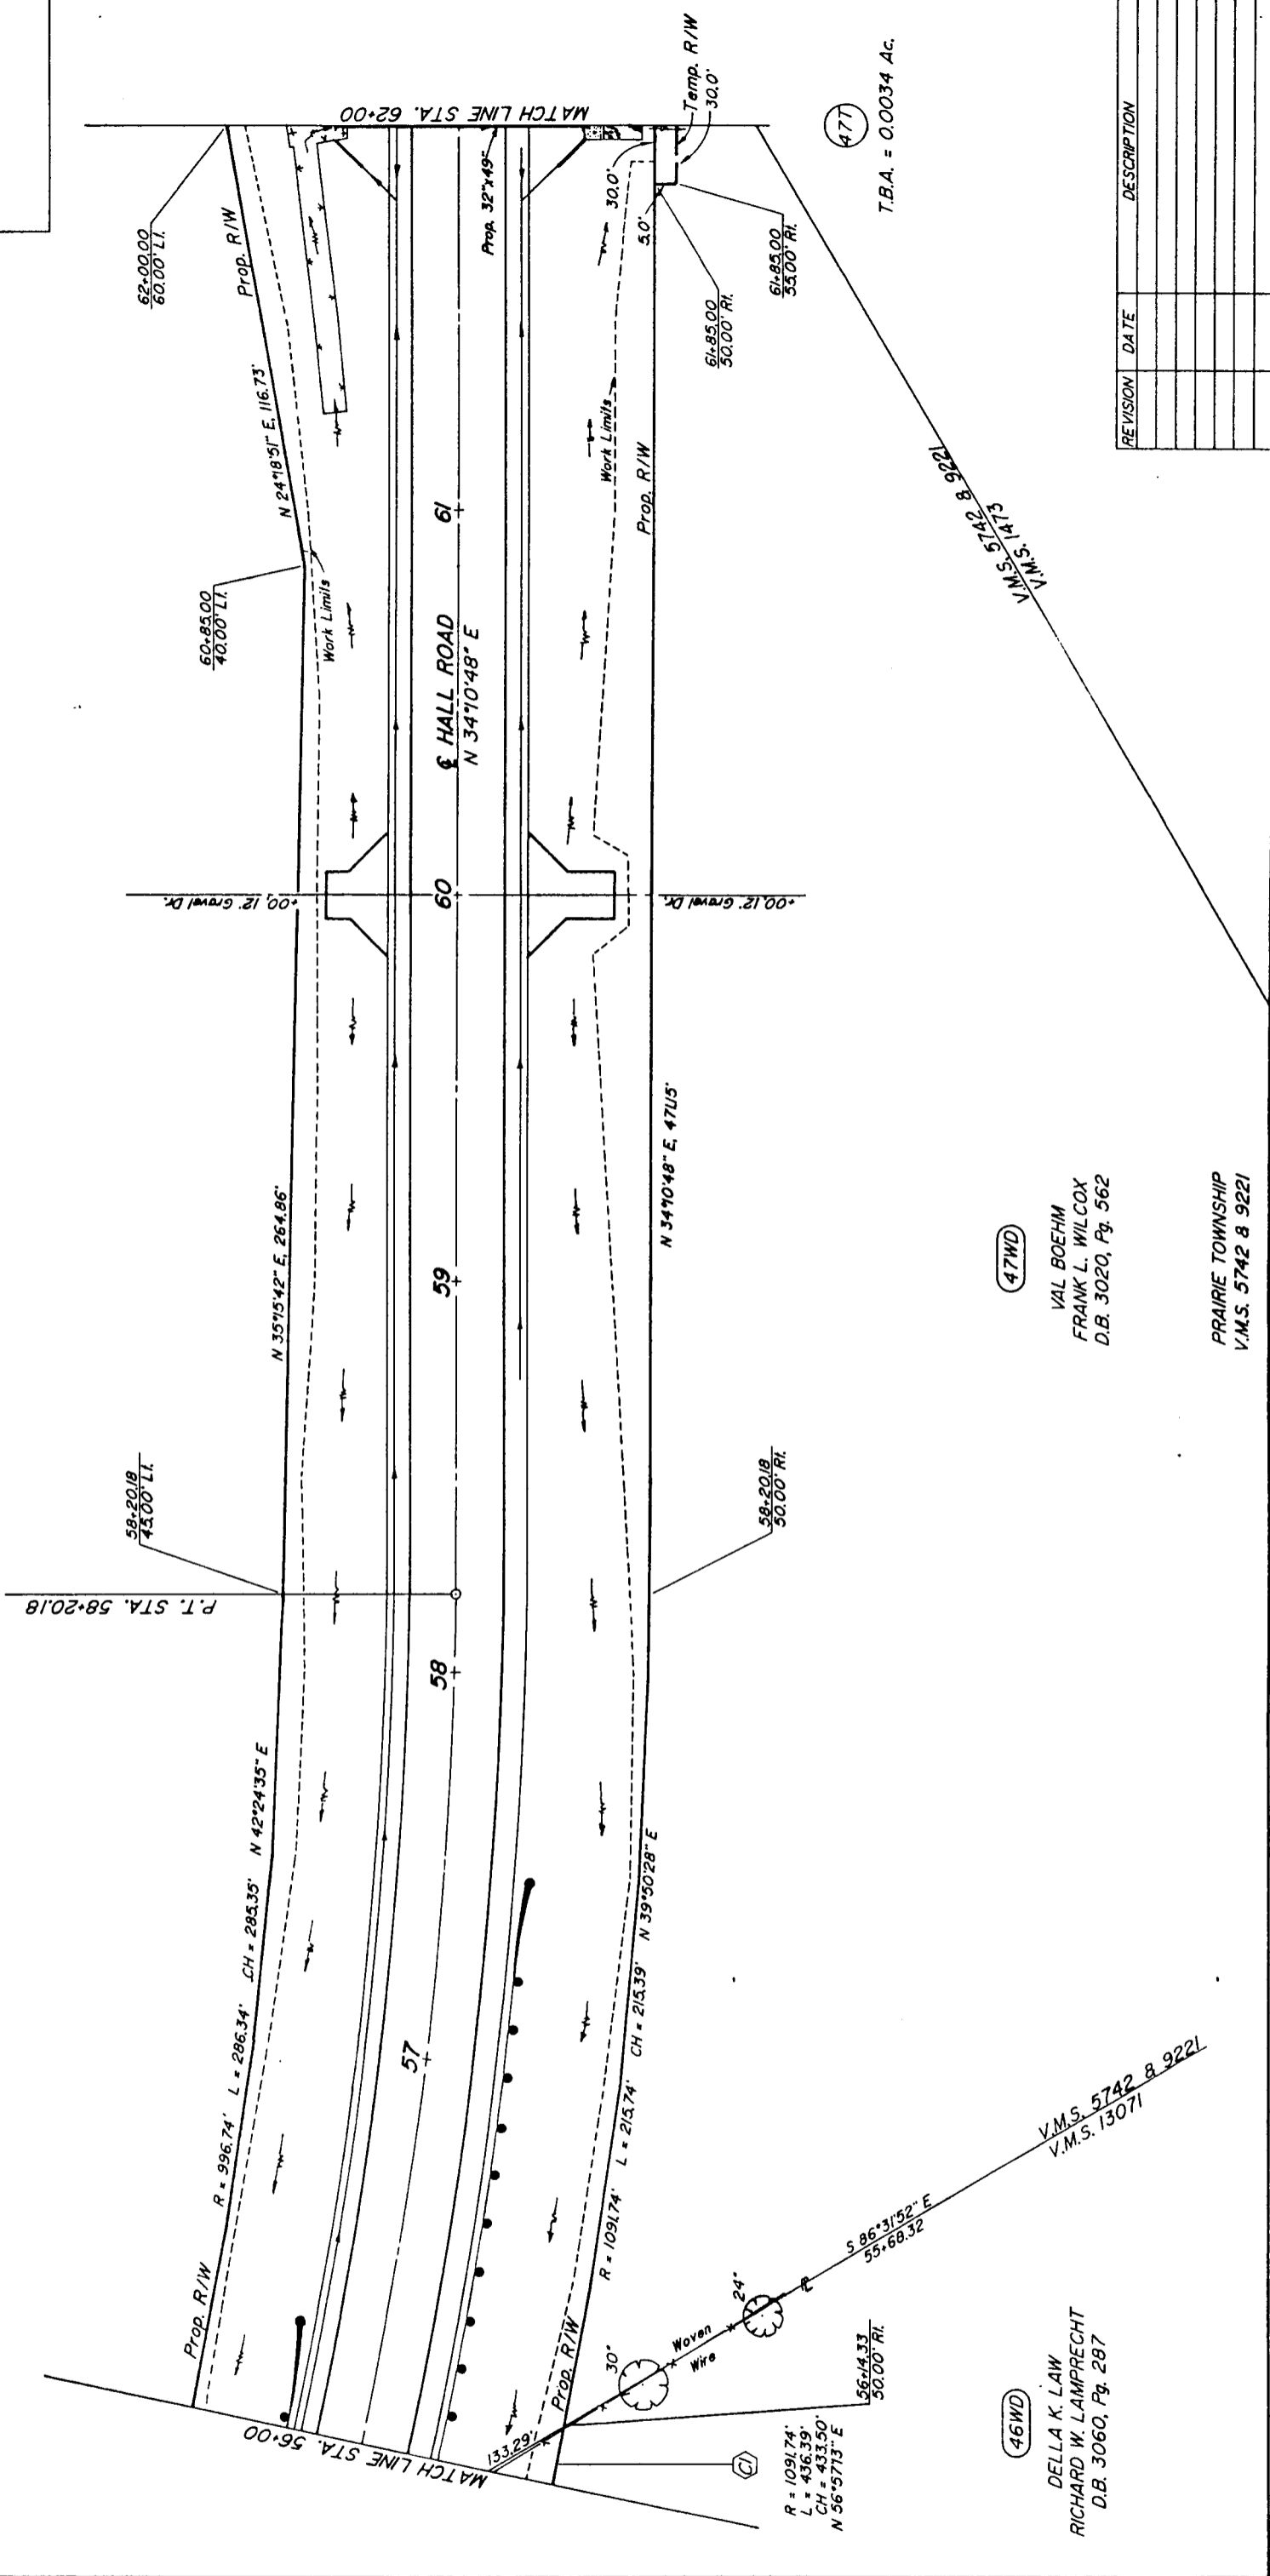 MATCH LINE STA. 56+00
Prop. R/W
R = 996.74' L = 286.34' CH = 285.35' N 42°24'35" E
P.T. STA. 58+20.18
58+20.18
45.00' Lt.
N 35°15'42" E, 264.86'
+00, 12' Gravel Dr.
60+85.00
40.00' Lt.
Work Limits
N 24°18'51" E, 116.73'
Prop. R/W
62+00.00
60.00' Lt.
MATCH LINE STA. 62+00
57
58
59
60
61
℄ HALL ROAD
N 34°10'48" E
Prop. 32"x49"
133.29'
Prop. R/W
R = 1091.74' L = 215.74' CH = 215.39' N 39°50'28" E
58+20.18
50.00' Rt.
N 34°10'48" E, 471.15'
+00, 12' Gravel Dr.
Work Limits
Prop. R/W
5.0'
30.0'
Temp. R/W
30.0'
61+85.00
50.00' Rt.
61+85.00
55.00' Rt.
47T
T.B.A. = 0.0034 Ac.
30"
24"
Woven
Wire
56+14.33
50.00' Rt.
C1
R = 1091.74'
L = 436.39'
CH = 433.50'
N 56°57'13" E
S 86°31'52" E
55+68.32
V.M.S. 5742 & 9221
V.M.S. 13071
V.M.S. 5742 & 9221
V.M.S. 1473
46WD
DELLA K. LAW
RICHARD W. LAMPRECHT
D.B. 3060, Pg. 287
47WD
VAL BOEHM
FRANK L. WILCOX
D.B. 3020, Pg. 562
PRAIRIE TOWNSHIP
V.M.S. 5742 & 9221
REVISION DATE DESCRIPTION